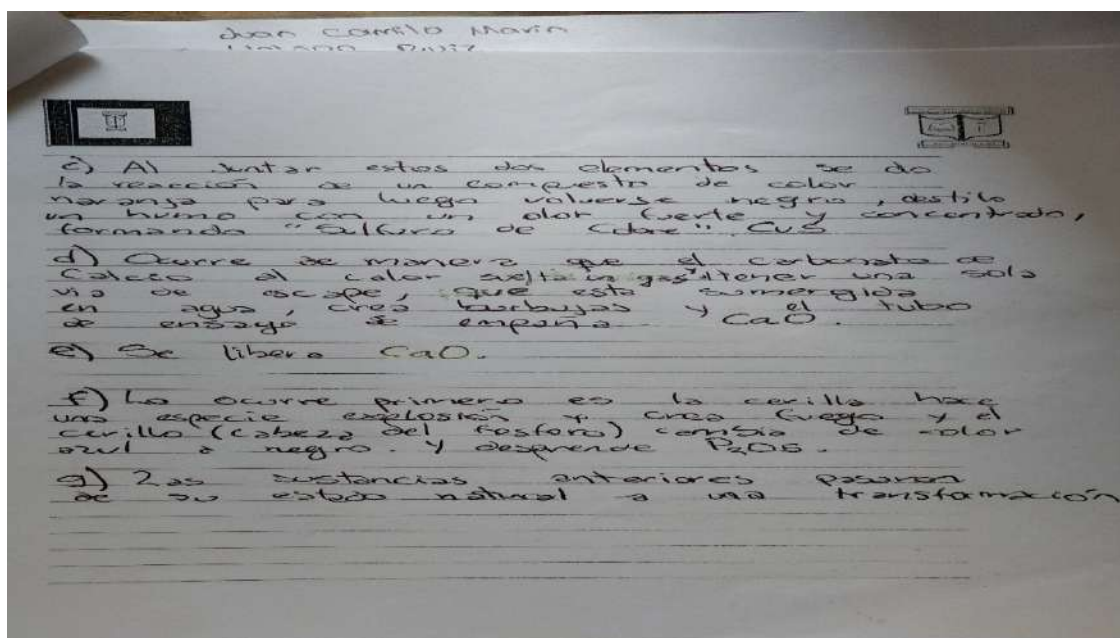 Juan Camilo Marin
Ruiz
c) Al Juntar estos dos elementos se da
la reacción de un compuesto de color
naranja para luego volverse negro, destila
un humo con un olor fuerte y concentrado,
formando "Sulfuro de Cobre" CuS
d) Ocurre de manera que el carbonato de
Calcio al calor suelta un gas tener una sola
via de escape, que esta sumergida
en agua, crea burbujas y el tubo
de ensayo se empaña CaO.
e) Se libera CaO.
f) Lo ocurre primero es la cerilla hace
una especie explosión y crea fuego y el
cerillo (cabeza del fosforo) cambia de color
azul a negro. y desprende P2O5.
g) Las sustancias anteriores pasaron
de su estado natural a una transformación